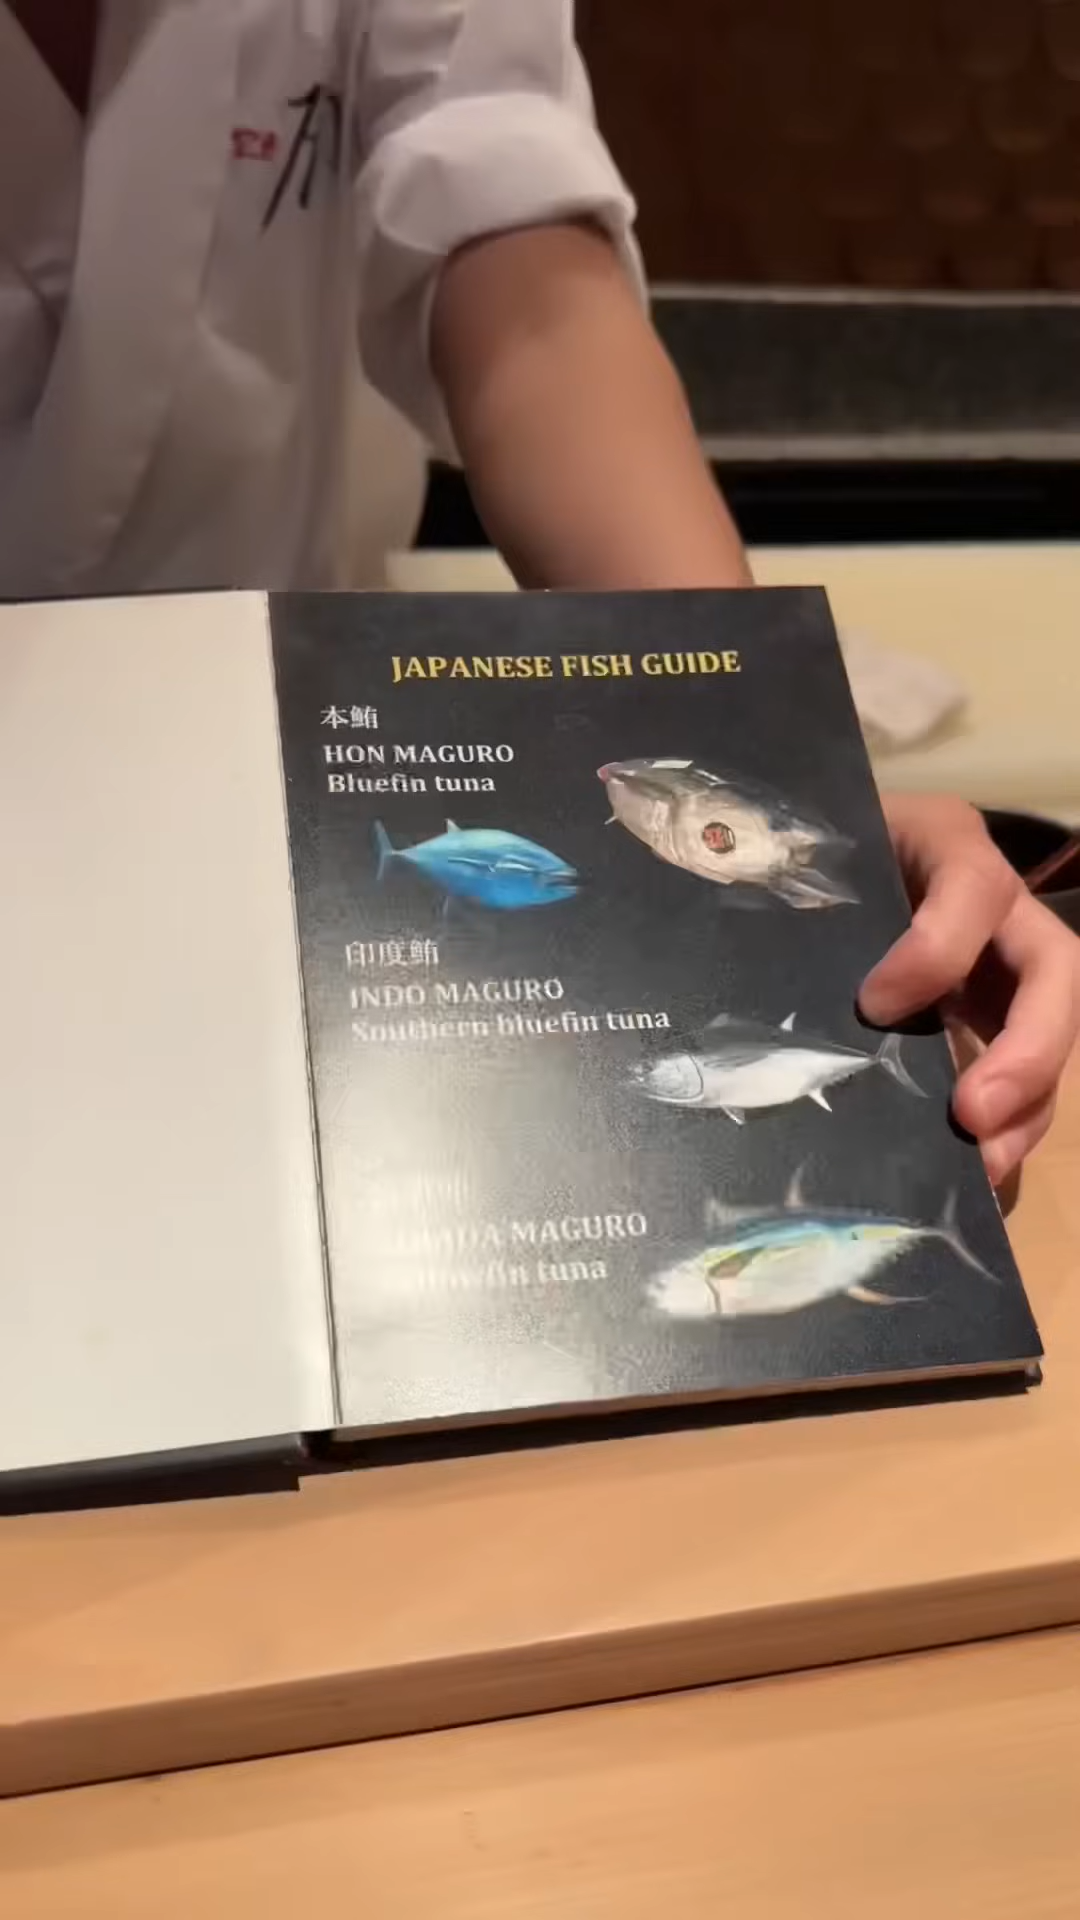 JAPANESE FISH GUIDE
本鮪
HON MAGURO
Bluefin tuna
印度鮪
INDO MAGURO
Southern bluefin tuna
MAGURO
tuna